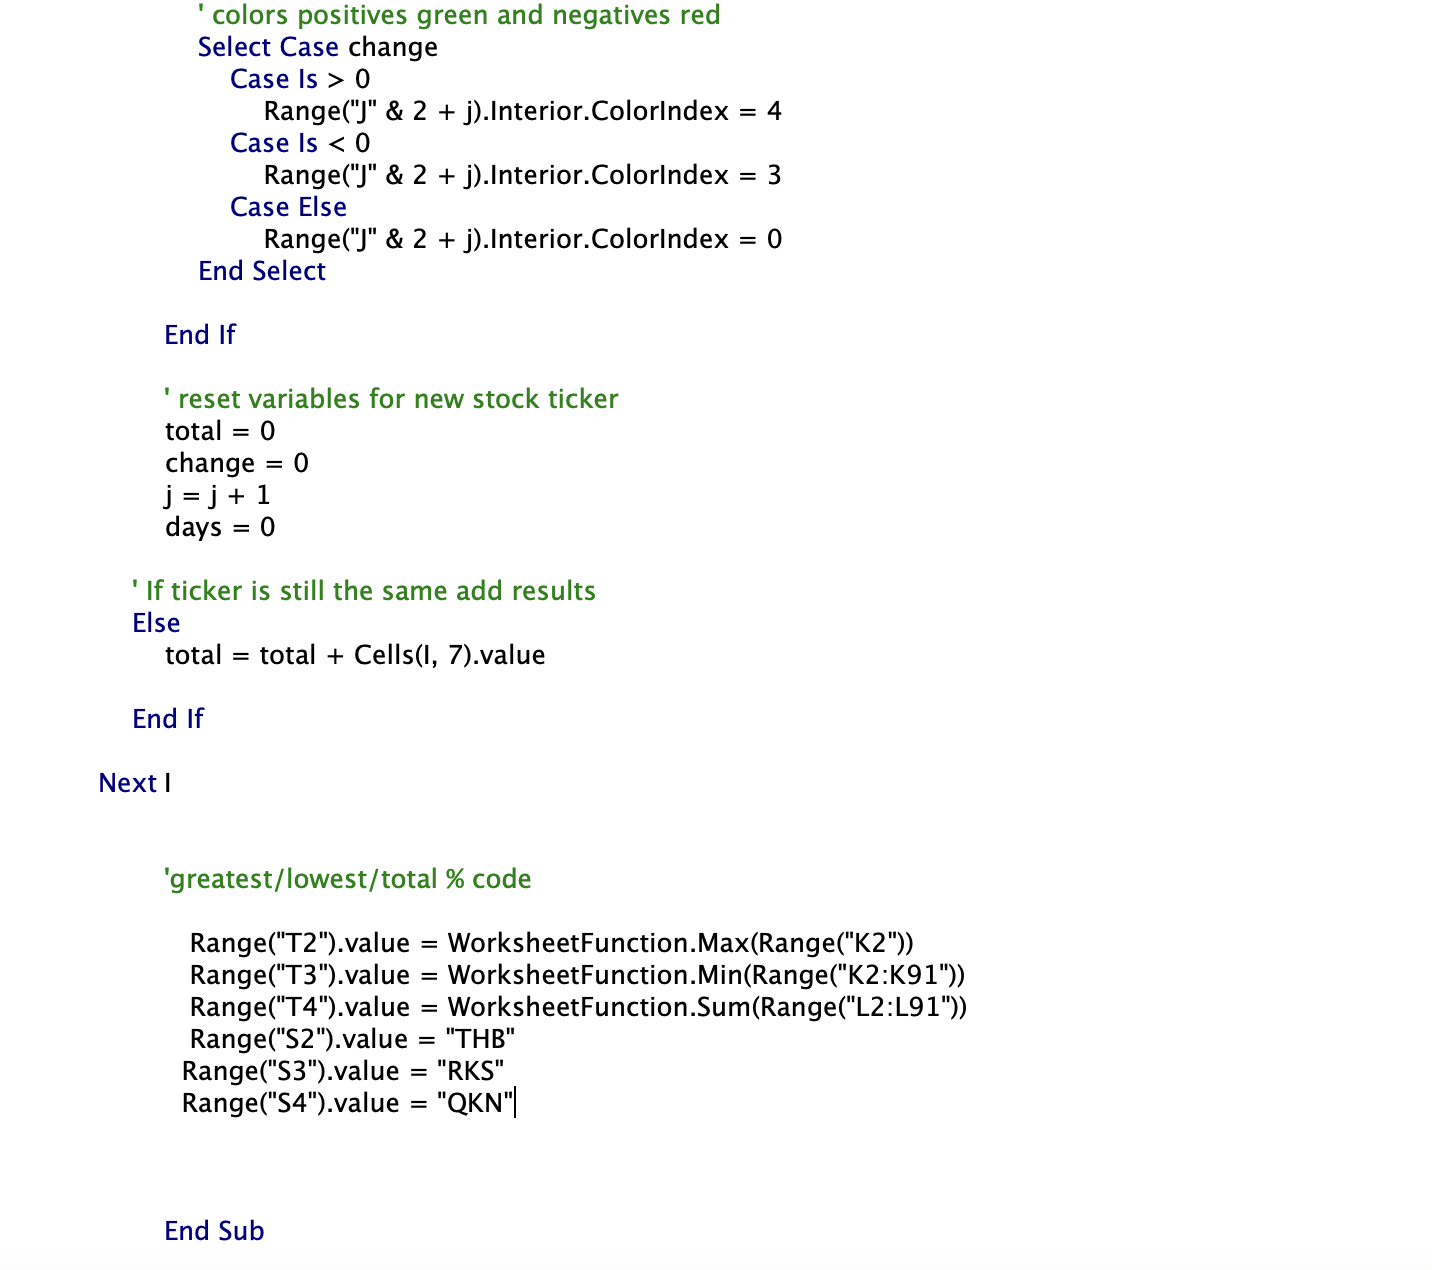 ' colors positives green and negatives red
Select Case change
Case Is > 0
Range("J" & 2 + j).Interior.ColorIndex = 4
Case Is < 0
Range("J" & 2 + j).Interior.ColorIndex = 3
Case Else
Range("J" & 2 + j).Interior.ColorIndex = 0
End Select
End If
' reset variables for new stock ticker
total = 0
change = 0
j = j + 1
days = 0
' If ticker is still the same add results
Else
total = total + Cells(I, 7).value
End If
Next I
'greatest/lowest/total % code
Range("T2").value = WorksheetFunction.Max(Range("K2"))
Range("T3").value = WorksheetFunction.Min(Range("K2:K91"))
Range("T4").value = WorksheetFunction.Sum(Range("L2:L91"))
Range("S2").value = "THB"
Range("S3").value = "RKS"
Range("S4").value = "QKN"
End Sub